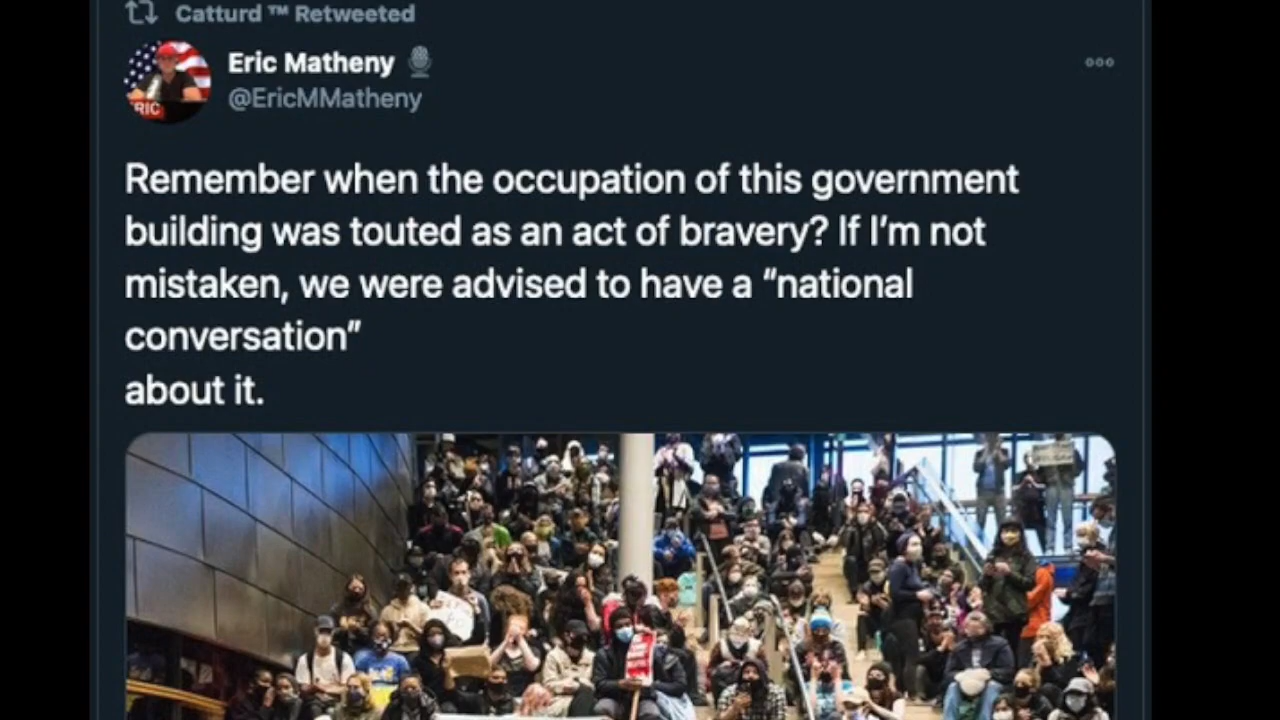 Catturd ™ Retweeted
Eric Matheny
@EricMMatheny
Remember when the occupation of this government
building was touted as an act of bravery? If I’m not
mistaken, we were advised to have a “national
conversation”
about it.
RIC